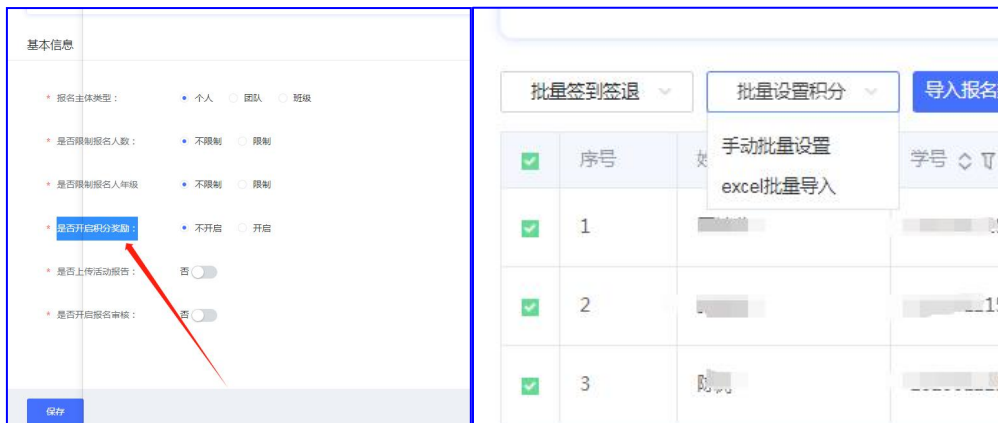 基本信息
* 报名主体类型： 个人 团队 班级
* 是否限制报名人数： 不限制 限制
* 是否限制报名人年级 不限制 限制
* 是否开启积分奖励： 不开启 开启
* 是否上传活动报告： 否
* 是否开启报名审核： 否
保存
批量签到签退 批量设置积分 导入报名
手动批量设置
excel批量导入
序号 学号
1
2
3